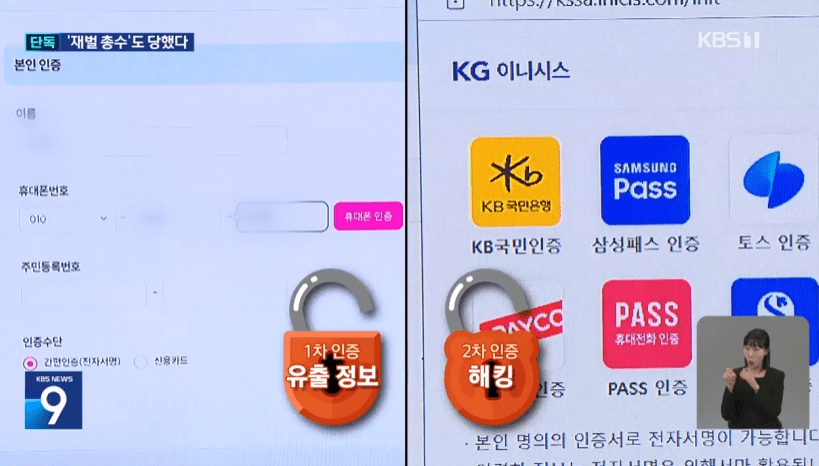 https://kssa.inicis.com/init
단독 '재벌 총수'도 당했다
KBS 1
본인 인증
이름
휴대폰번호
010
휴대폰 인증
주민등록번호
인증수단
간편인증(전자서명)
신용카드
KG 이니시스
KB 국민은행
SAMSUNG
Pass
KB국민인증
삼성패스 인증
토스 인증
PAYCO
PASS
휴대전화 인증
인증
PASS 인증
1차 인증
유출 정보
2차 인증
해킹
KBS NEWS
9
· 본인 명의의 인증서로 전자서명이 가능합니다